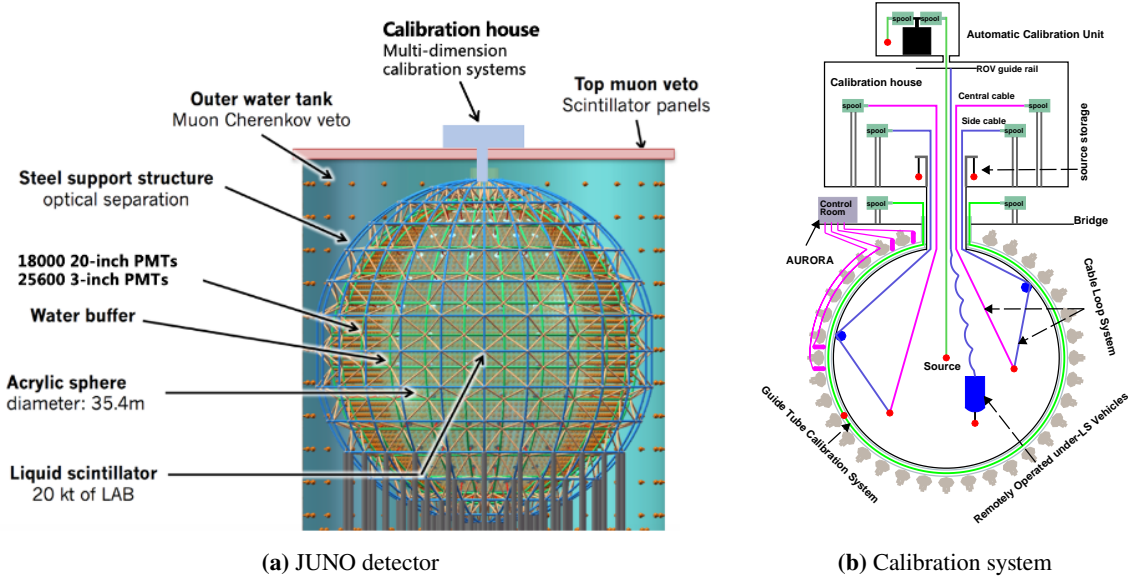 Calibration house
Multi-dimension
calibration systems
Top muon veto
Scintillator panels
Outer water tank
Muon Cherenkov veto
Steel support structure
optical separation
18000 20-inch PMTs
25600 3-inch PMTs
Water buffer
Acrylic sphere
diameter: 35.4m
Liquid scintillator
20 kt of LAB
(a) JUNO detector
spool
spool
Automatic Calibration Unit
ROV guide rail
Calibration house
Central cable
spool
spool
Side cable
spool
spool
source storage
Control
Room
spool
spool
Bridge
AURORA
Cable Loop
System
Source
Guide Tube Calibration
System
Remotely Operated under-LS Vehicles
(b) Calibration system